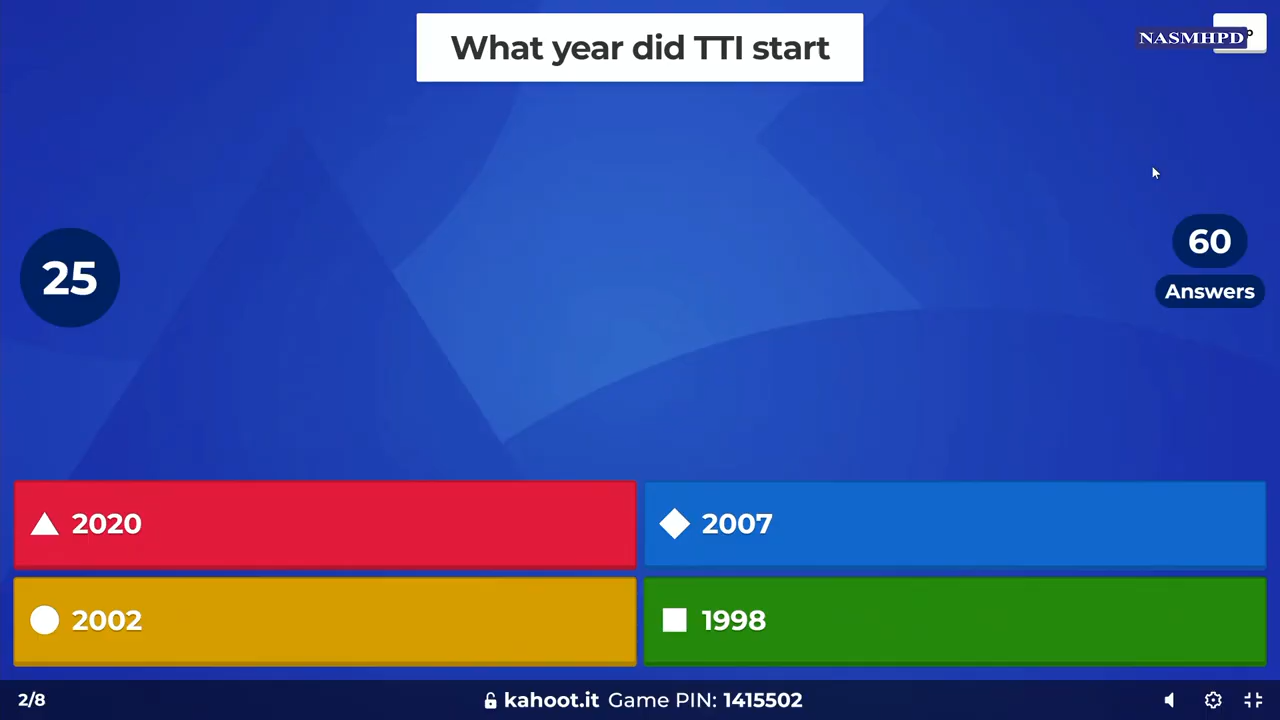 What year did TTI start
NASMHPD
25
60
Answers
2020
2007
2002
1998
2/8
kahoot.it Game PIN: 1415502